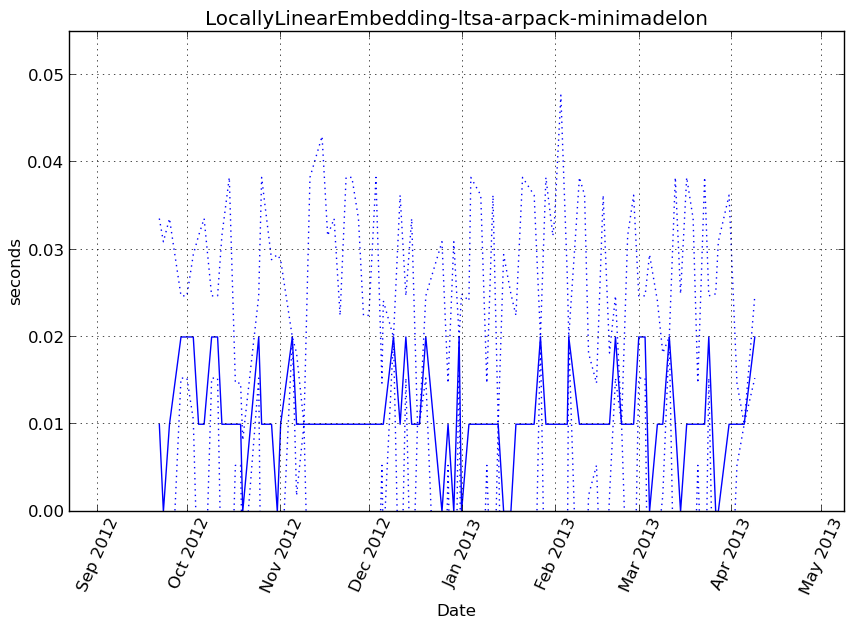 LocallyLinearEmbedding-ltsa-arpack-minimadelon
0.05
0.04
0.03
0.02
0.01
0.00
seconds
Sep 2012
Oct 2012
Nov 2012
Dec 2012
Jan 2013
Feb 2013
Mar 2013
Apr 2013
May 2013
Date